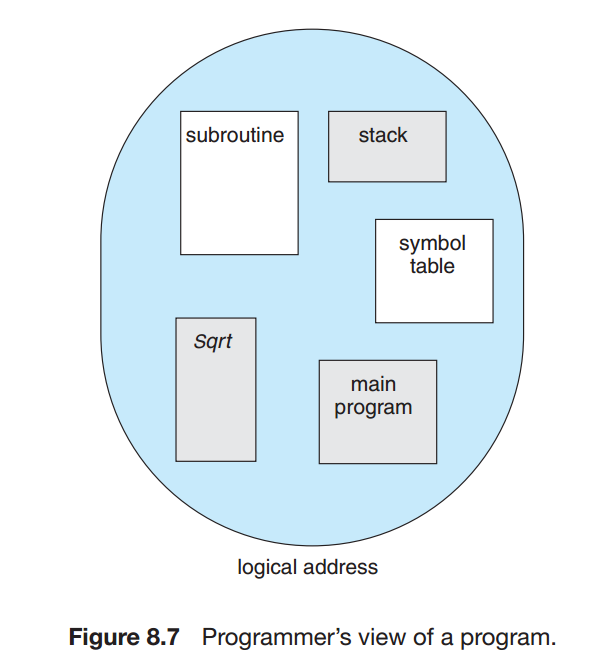 subroutine
stack
symbol
table
Sqrt
main
program
logical address
Figure 8.7 Programmer’s view of a program.